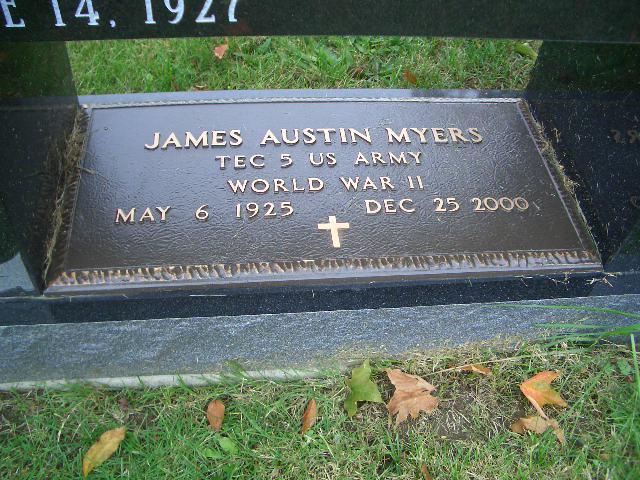 14, 1927
JAMES AUSTIN MYERS
TEC 5 US ARMY
WORLD WAR II
MAY 6 1925 DEC 25 2000